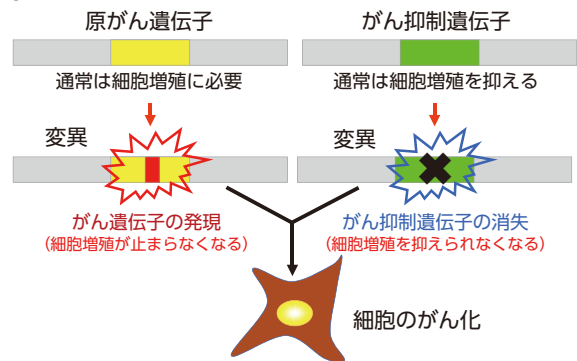 原がん遺伝子
がん抑制遺伝子
通常は細胞増殖に必要
通常は細胞増殖を抑える
変異
変異
がん遺伝子の発現
(細胞増殖が止まらなくなる)
がん抑制遺伝子の消失
(細胞増殖を抑えられなくなる)
細胞のがん化